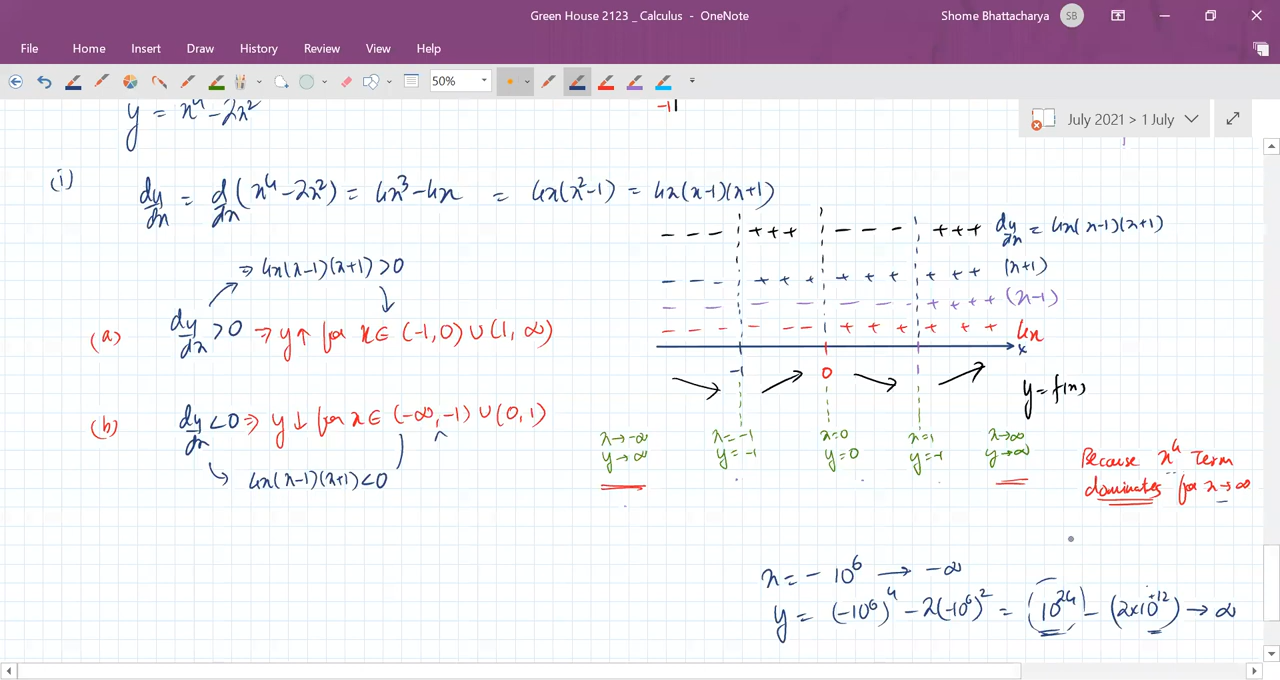 Green House 2123 _ Calculus - OneNote
Shome Bhattacharya
SB
File Home Insert Draw History Review View Help
50%
July 2021 > 1 July
y = x⁴ - 2x²
-1
(i)
dy/dx = d/dx (x⁴ - 2x²) = 4x³ - 4x = 4x(x²-1) = 4x(x-1)(x+1)
- - - + + + - - - + + + dy/dx = 4x(x-1)(x+1)
⇒ 4x(x-1)(x+1) > 0
- - - + + + + + + + + + (x+1)
- - - - - - - + + + + (x-1)
- - - - - - + + + + + + 4x
x
(a) dy/dx > 0 ⇒ y↑ for x ∈ (-1, 0) ∪ (1, ∞)
-1 0 1
y = f(x)
(b) dy/dx < 0 ⇒ y↓ for x ∈ (-∞, -1) ∪ (0, 1)
4x(x-1)(x+1) < 0
x→-∞ x=-1 x=0 x=1 x→∞
y→∞ y=-1 y=0 y=-1 y→∞
Because x⁴ Term
dominates for x→∞
x = -10⁶ → -∞
y = (-10⁶)⁴ - 2(-10⁶)² = (10²⁴) - (2×10⁺¹²) → ∞